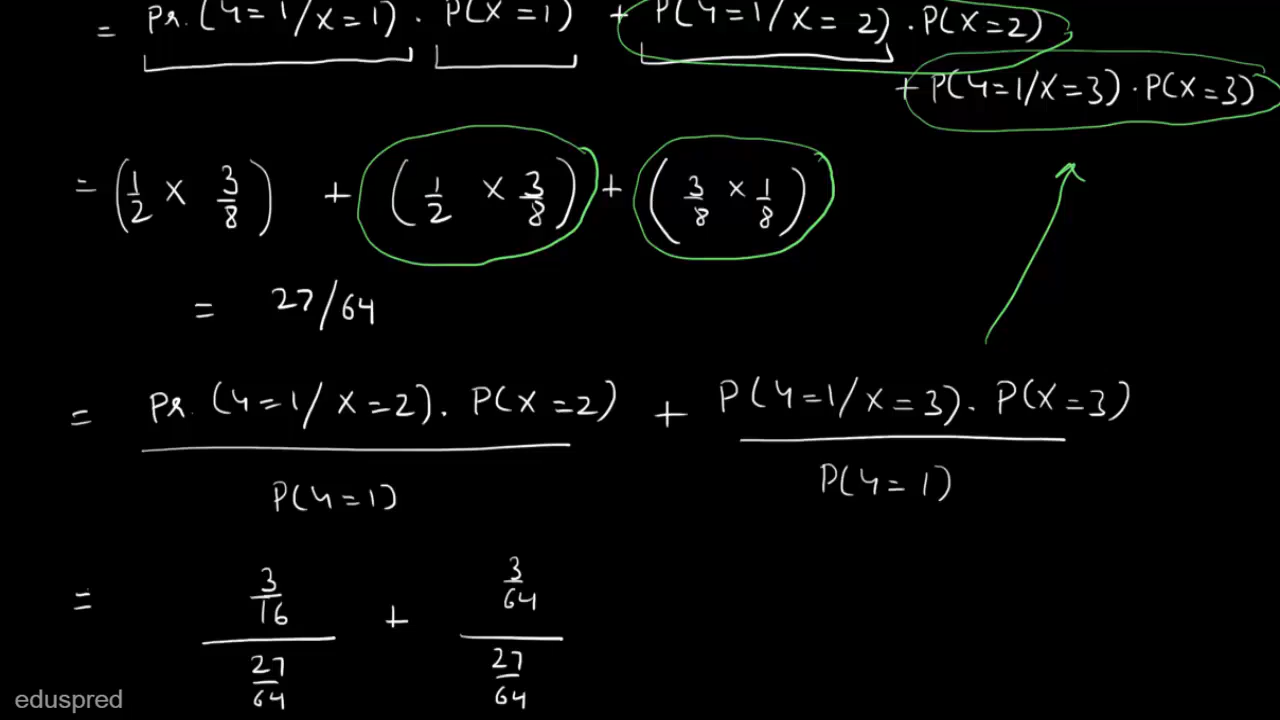 = Pr.(Y=1/X=1) . P(X=1) + P(Y=1/X=2) . P(X=2)
+ P(Y=1/X=3) . P(X=3)
= (1/2 × 3/8) + (1/2 × 3/8) + (3/8 × 1/8)
= 27/64
= Pr.(Y=1/X=2). P(X=2) / P(Y=1) + P(Y=1/X=3). P(X=3) / P(Y=1)
= 3/16 / 27/64 + 3/64 / 27/64
eduspred